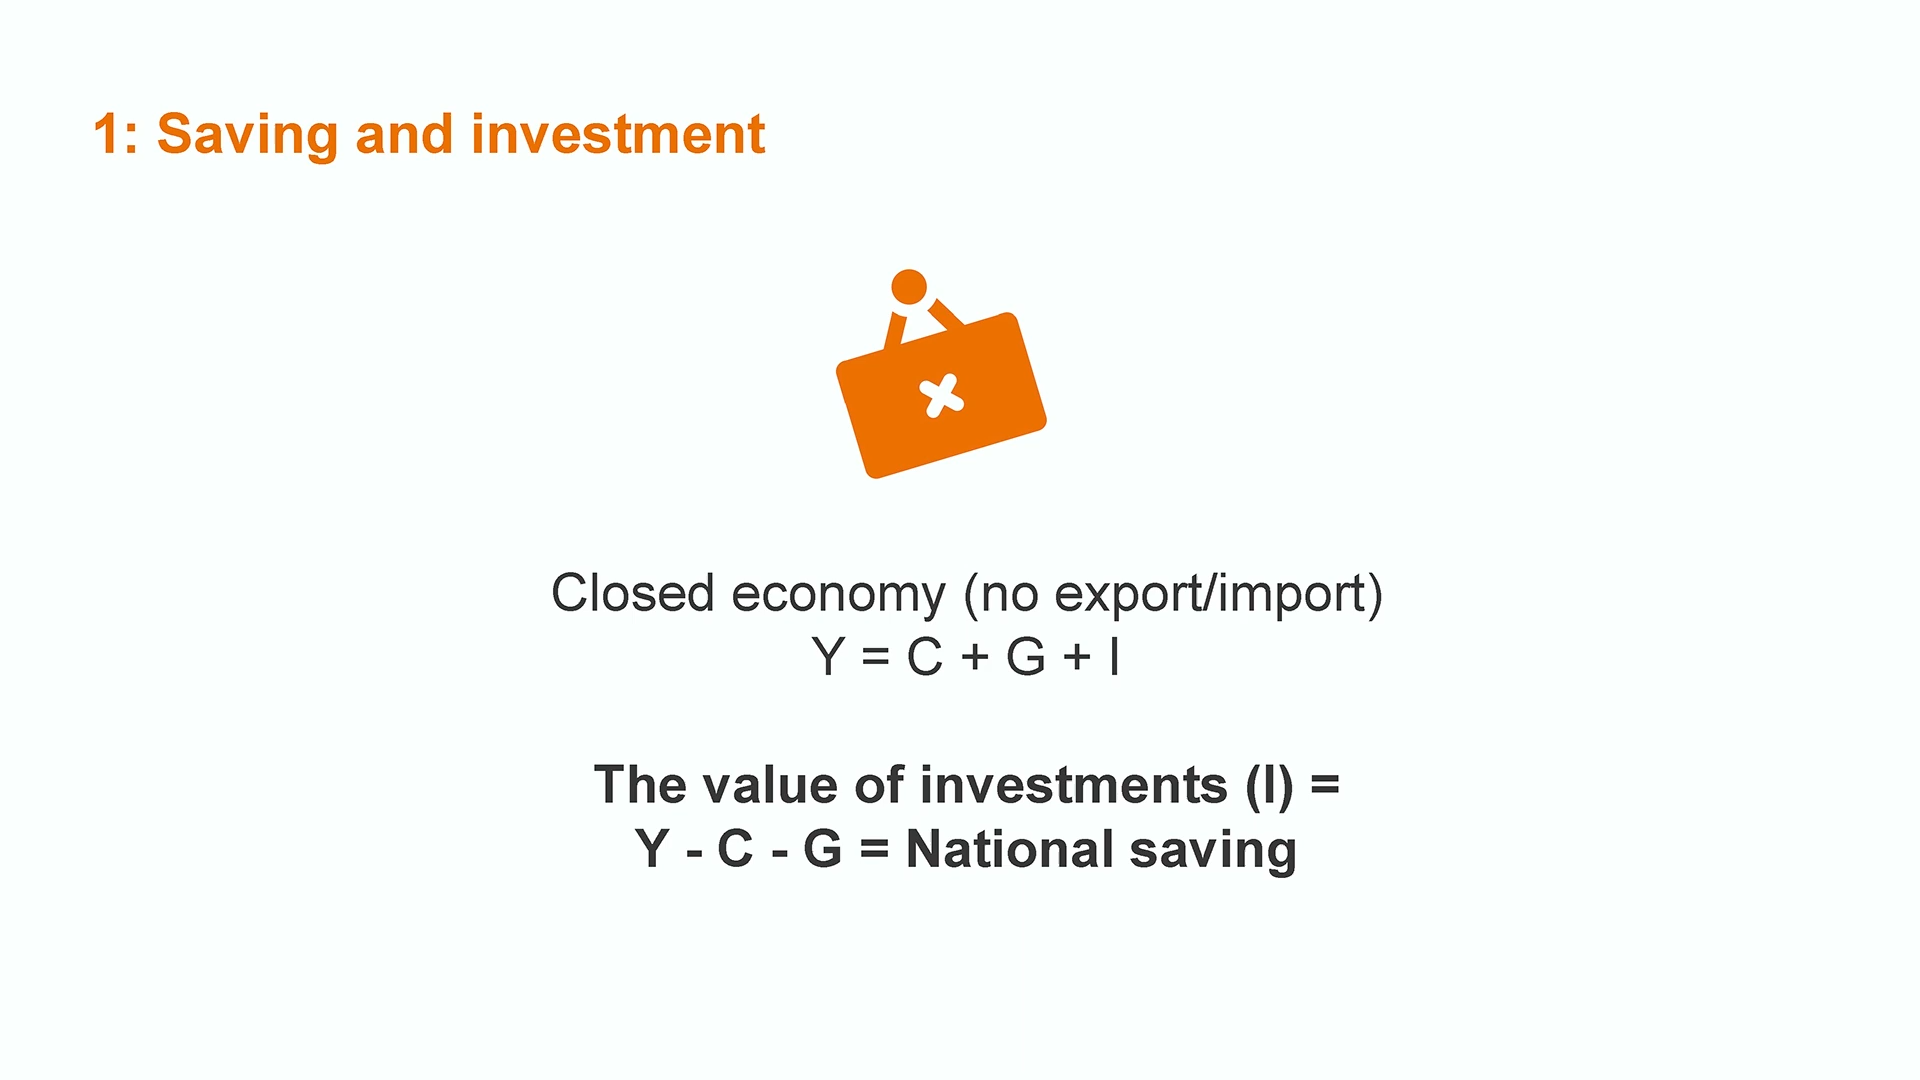 1: Saving and investment
Closed economy (no export/import)
Y = C + G + I
The value of investments (I) =
Y - C - G = National saving